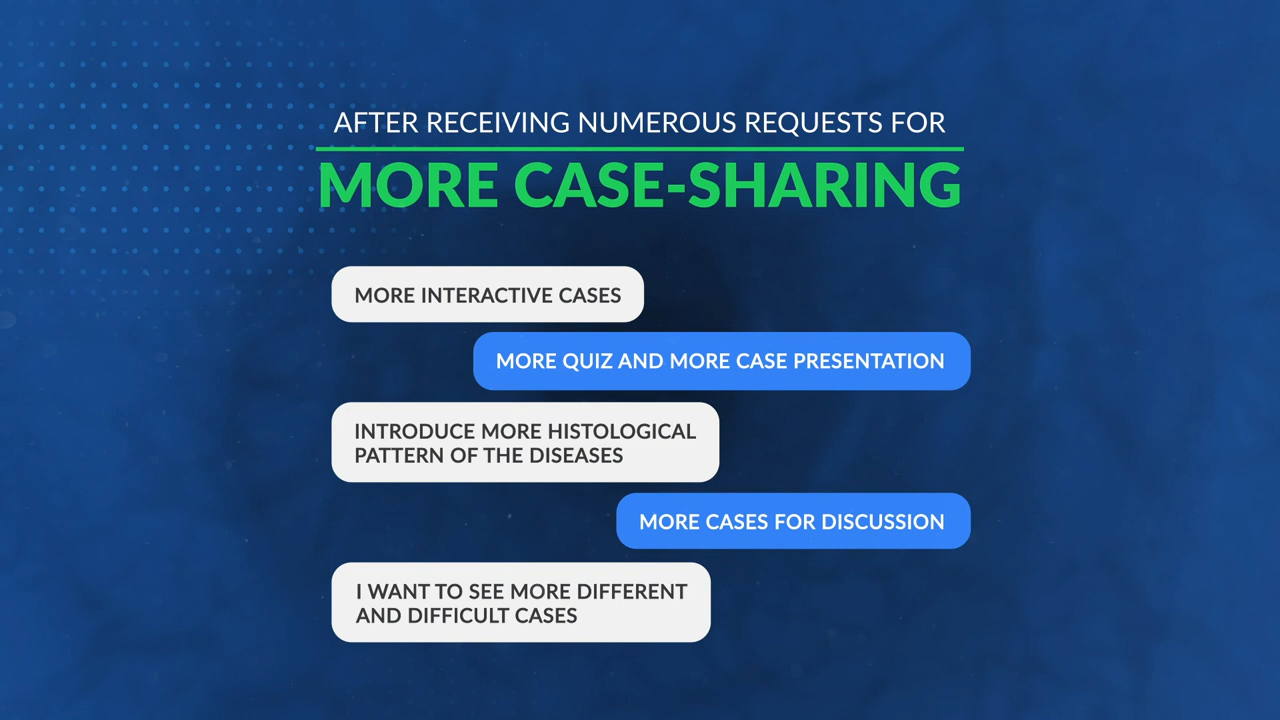 AFTER RECEIVING NUMEROUS REQUESTS FOR
MORE CASE-SHARING
MORE INTERACTIVE CASES
MORE QUIZ AND MORE CASE PRESENTATION
INTRODUCE MORE HISTOLOGICAL
PATTERN OF THE DISEASES
MORE CASES FOR DISCUSSION
I WANT TO SEE MORE DIFFERENT
AND DIFFICULT CASES